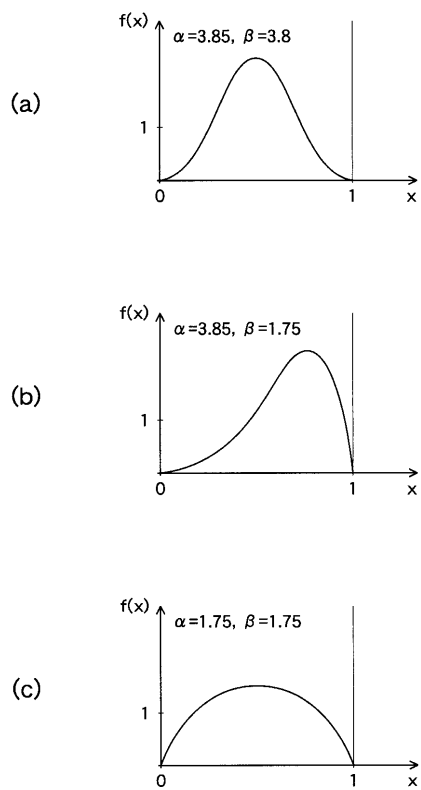 f(x)
α=3.85, β=3.8
(a)
1
0 1 x
f(x)
α=3.85, β=1.75
(b)
1
0 1 x
f(x)
α=1.75, β=1.75
(c)
1
0 1 x